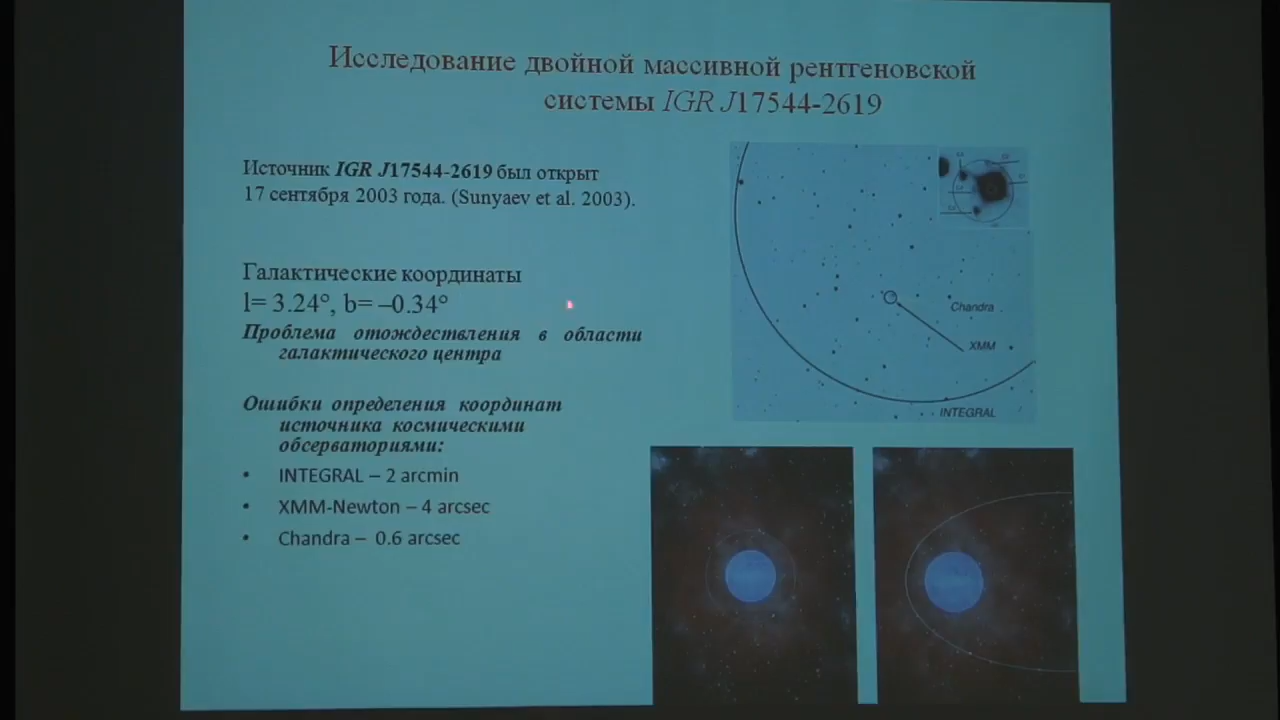 Исследование двойной массивной рентгеновской
системы IGR J17544-2619
Источник IGR J17544-2619 был открыт
17 сентября 2003 года. (Sunyaev et al. 2003).
Галактические координаты
l= 3.24°, b= –0.34°
Проблема отождествления в области
галактического центра
Ошибки определения координат
источника космическими
обсерваториями:
• INTEGRAL – 2 arcmin
• XMM-Newton – 4 arcsec
• Chandra – 0.6 arcsec
Chandra
XMM
INTEGRAL